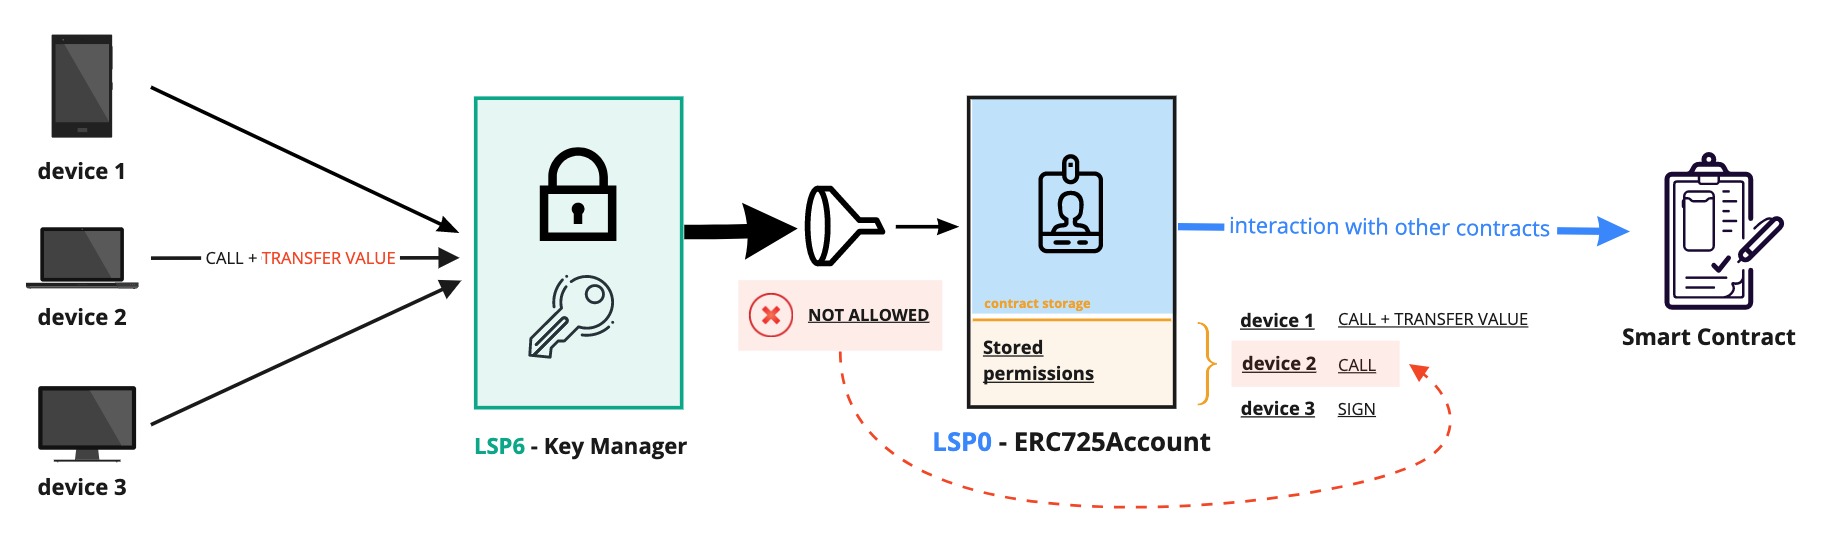 device 1
device 2
device 3
CALL + TRANSFER VALUE
LSP6 - Key Manager
NOT ALLOWED
contract storage
Stored
permissions
LSP0 - ERC725Account
interaction with other contracts
device 1 CALL + TRANSFER VALUE
device 2 CALL
device 3 SIGN
Smart Contract